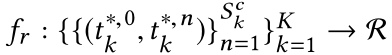 $f_r : \{\{(t_k^{*,0}, t_k^{*,n})\}_{n=1}^{S_k^c}\}_{k=1}^{K} \rightarrow \mathcal{R}$